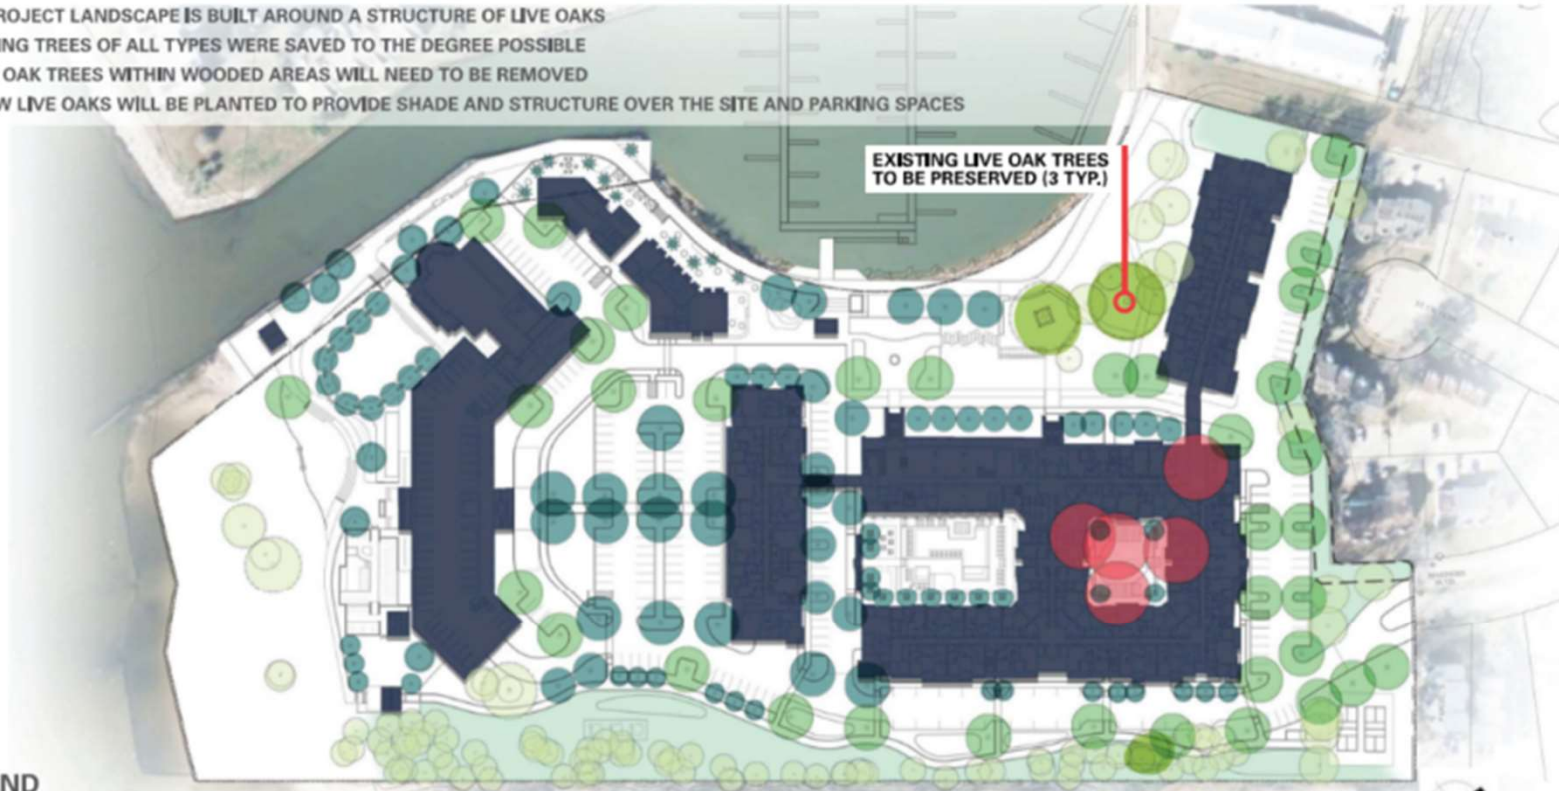 ROJECT LANDSCAPE IS BUILT AROUND A STRUCTURE OF LIVE OAKS
ING TREES OF ALL TYPES WERE SAVED TO THE DEGREE POSSIBLE
OAK TREES WITHIN WOODED AREAS WILL NEED TO BE REMOVED
W LIVE OAKS WILL BE PLANTED TO PROVIDE SHADE AND STRUCTURE OVER THE SITE AND PARKING SPACES
EXISTING LIVE OAK TREES
TO BE PRESERVED (3 TYP.)
ND